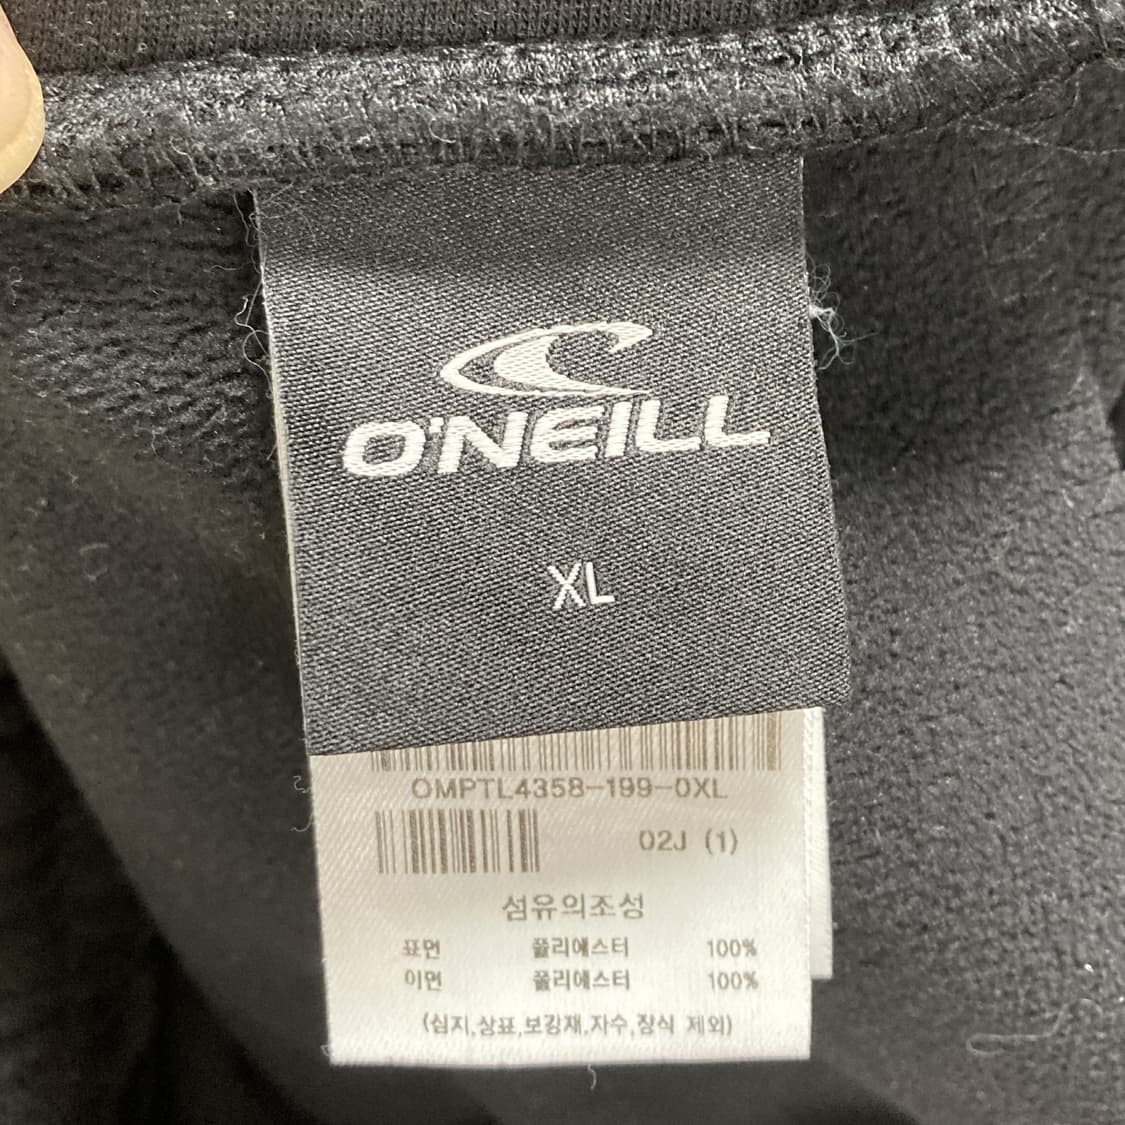 O'NEILL
XL
OMPTL4358-199-0XL
02J (1)
섬유의조성
표면 폴리에스터 100%
이면 폴리에스터 100%
(심지,상표,보강재,자수,장식 제외)